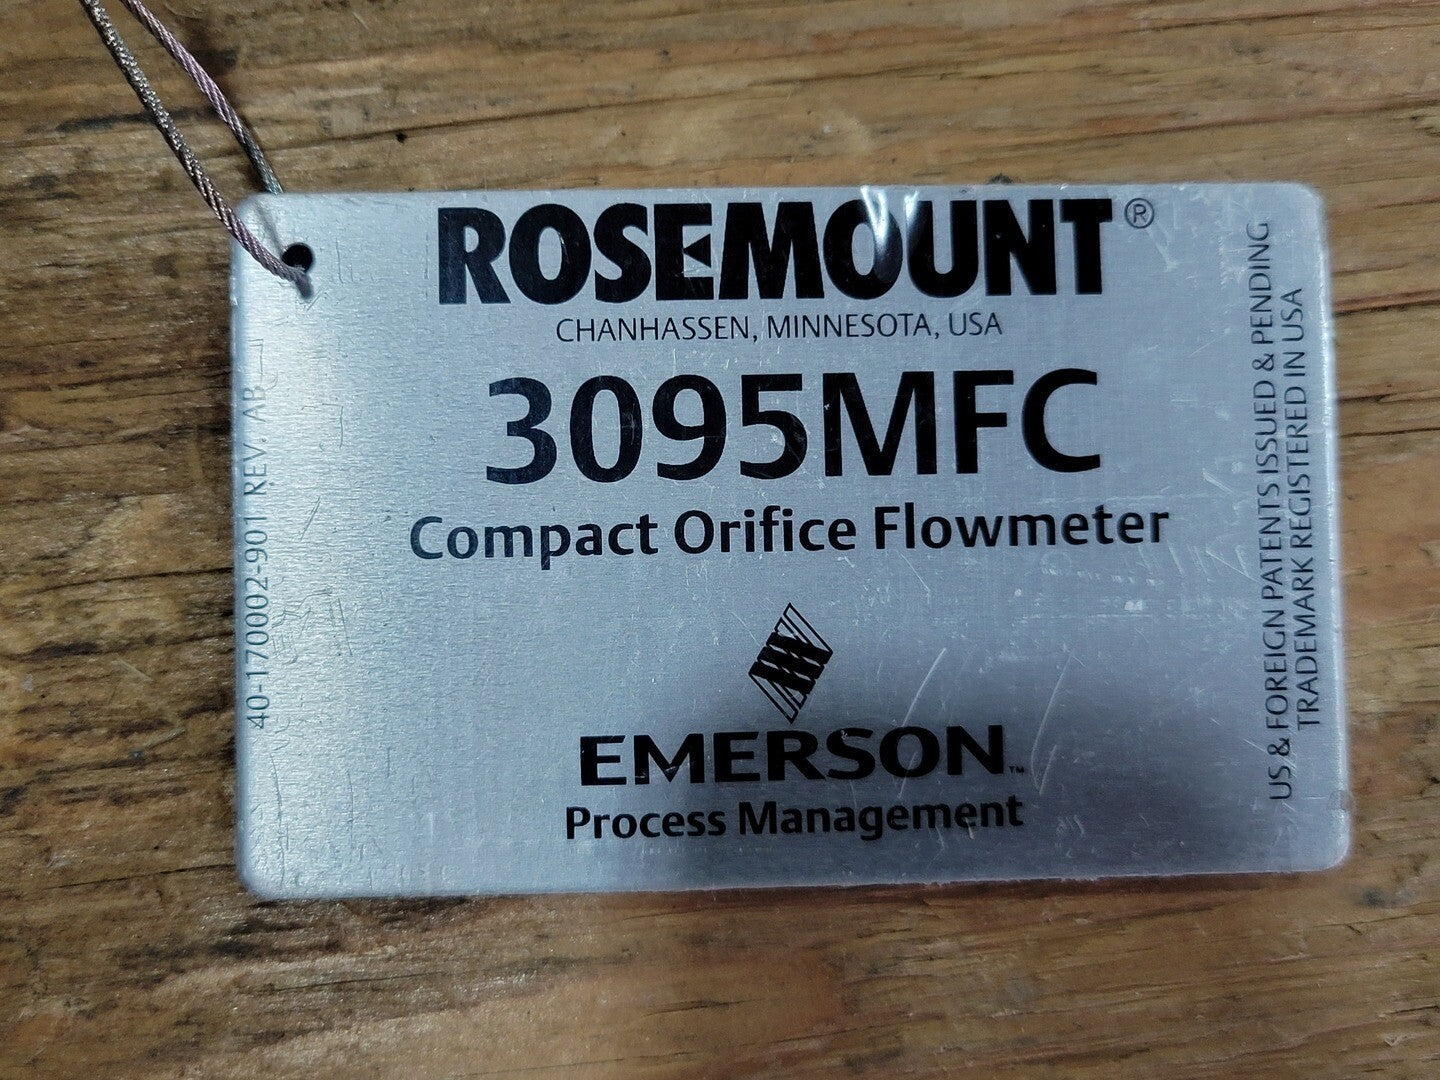 ROSEMOUNT®
CHANHASSEN, MINNESOTA, USA
3095MFC
Compact Orifice Flowmeter
EMERSON™
Process Management
40-170002-901 REV. AB
US & FOREIGN PATENTS ISSUED & PENDING
TRADEMARK REGISTERED IN USA